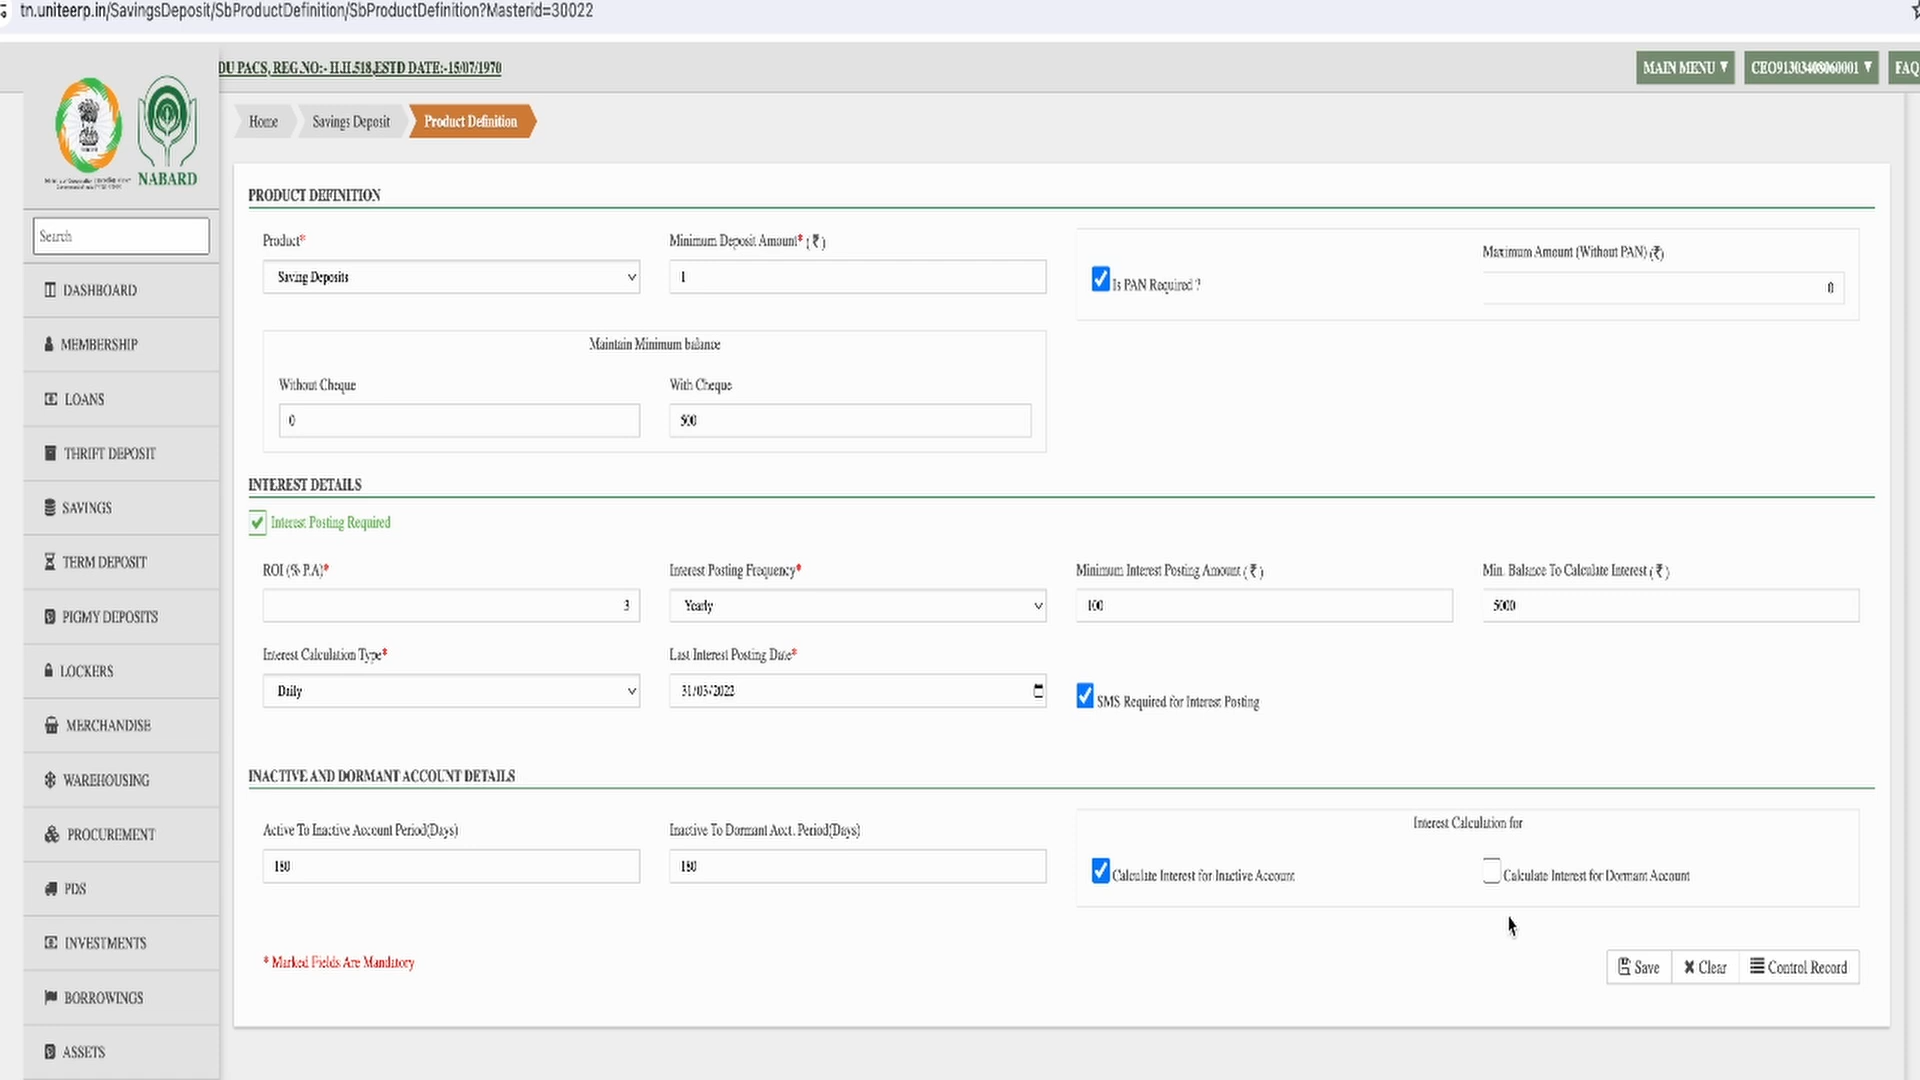 tn.uniteerp.in/SavingsDeposit/SbProductDefinition/SbProductDefinition?Masterid=30022
DU PACS, REG.NO:- H.H.518,ESTD DATE:-15/07/1970
MAIN MENU ▼
CEO91303408060001 ▼
FAQ
NABARD
Home
Savings Deposit
Product Definition
Search
DASHBOARD
MEMBERSHIP
LOANS
THRIFT DEPOSIT
SAVINGS
TERM DEPOSIT
PIGMY DEPOSITS
LOCKERS
MERCHANDISE
WAREHOUSING
PROCUREMENT
PDS
INVESTMENTS
BORROWINGS
ASSETS
PRODUCT DEFINITION
Product*
Saving Deposits
Minimum Deposit Amount* ( ₹ )
1
Is PAN Required ?
Maximum Amount (Without PAN) (₹)
0
Maintain Minimum balance
Without Cheque
0
With Cheque
500
INTEREST DETAILS
Interest Posting Required
ROI (% P.A)*
3
Interest Posting Frequency*
Yearly
Minimum Interest Posting Amount ( ₹ )
100
Min. Balance To Calculate Interest ( ₹ )
5000
Interest Calculation Type*
Daily
Last Interest Posting Date*
31/03/2022
SMS Required for Interest Posting
INACTIVE AND DORMANT ACCOUNT DETAILS
Active To Inactive Account Period(Days)
180
Inactive To Dormant Acct. Period(Days)
180
Interest Calculation for
Calculate Interest for Inactive Account
Calculate Interest for Dormant Account
* Marked Fields Are Mandatory
Save
Clear
Control Record